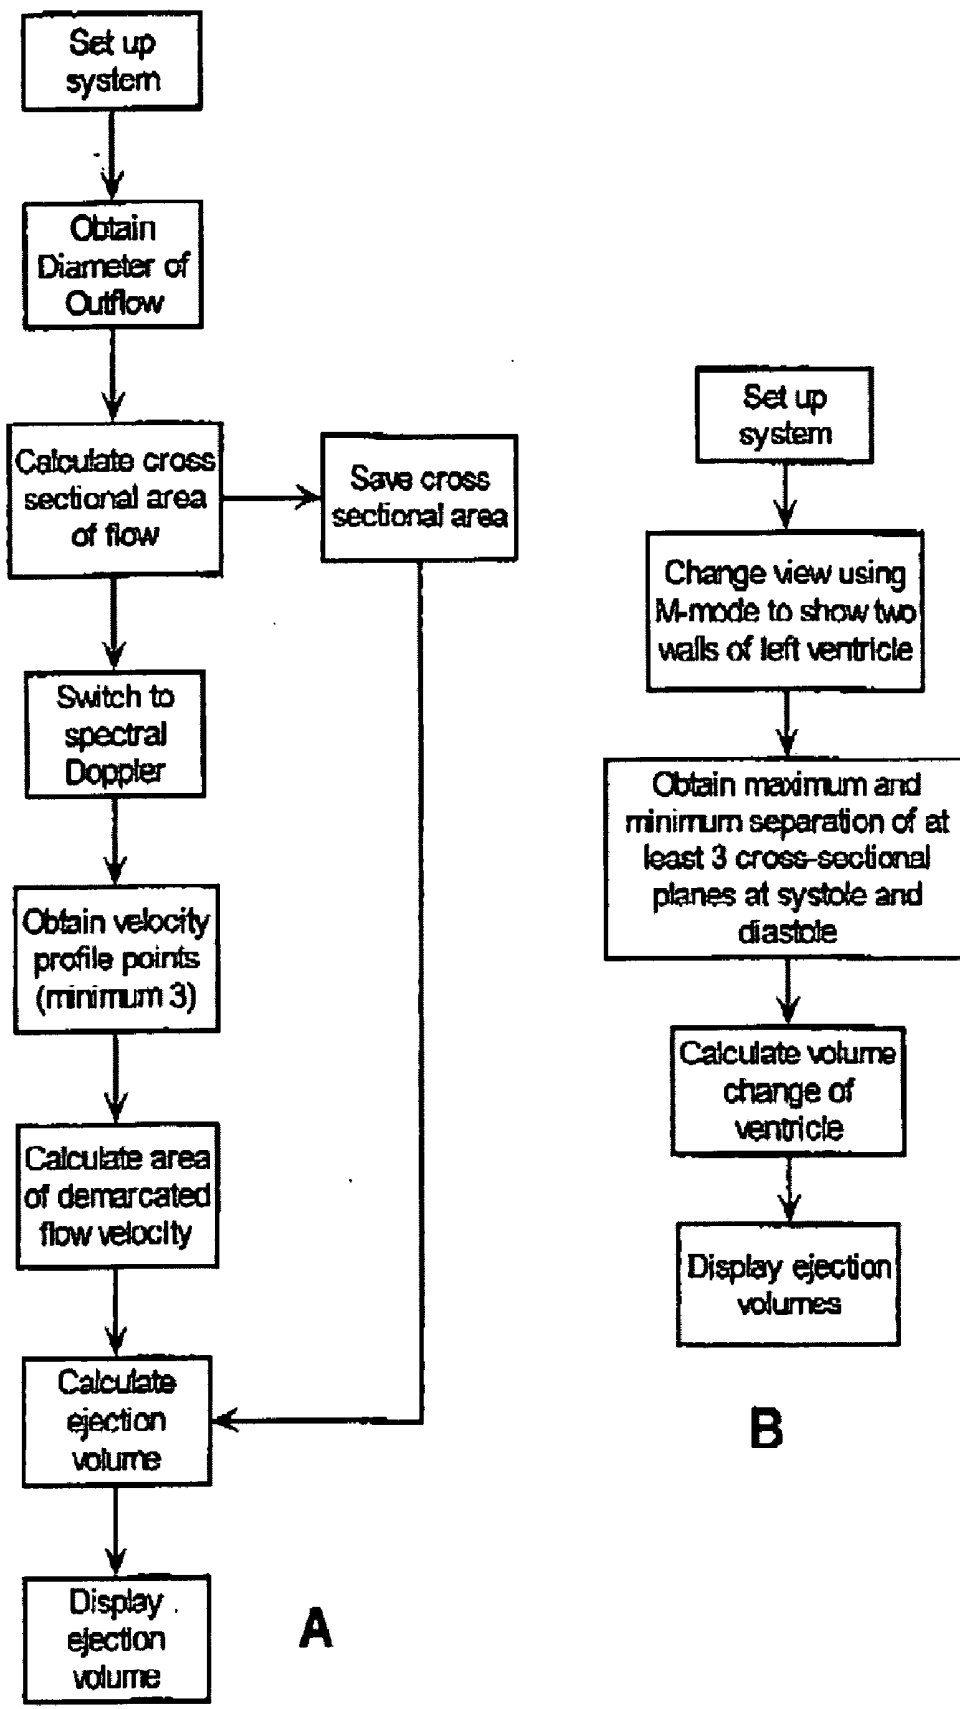 Set up
system
Obtain
Diameter of
Outflow
Calculate cross
sectional area
of flow
Save cross
sectional area
Switch to
spectral
Doppler
Obtain velocity
profile points
(minimum 3)
Calculate area
of demarcated
flow velocity
Calculate
ejection
volume
Display
ejection
volume
A
Set up
system
Change view using
M-mode to show two
walls of left ventricle
Obtain maximum and
minimum separation of at
least 3 cross-sectional
planes at systole and
diastole
Calculate volume
change of
ventricle
Display ejection
volumes
B